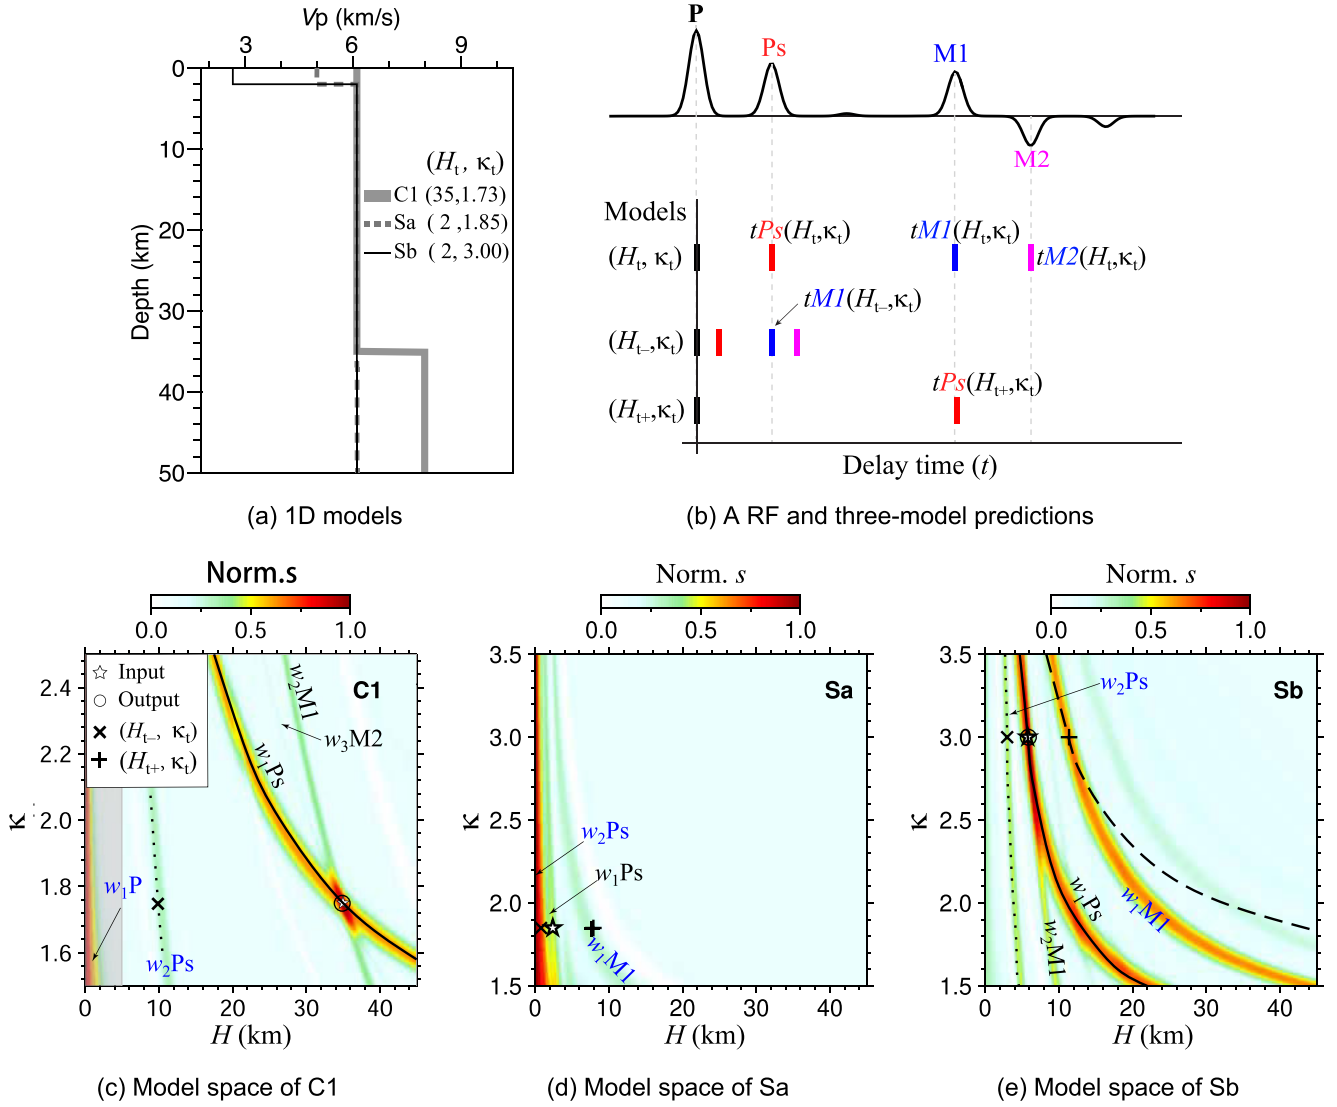 Vp (km/s)
3 6 9
0
10
20
30
40
50
Depth (km)
(Ht, κt)
C1 (35,1.73)
Sa ( 2 ,1.85)
Sb ( 2, 3.00)
(a) 1D models
P
Ps
M1
M2
Models
tPs(Ht,κt)
tM1(Ht,κt)
(Ht, κt)
tM2(Ht,κt)
tM1(Ht–,κt)
(Ht–,κt)
tPs(Ht+,κt)
(Ht+,κt)
Delay time (t)
(b) A RF and three-model predictions
Norm.s
0.0 0.5 1.0
Input
Output
(Ht–, κt)
(Ht+, κt)
C1
w2M1
w3M2
w1Ps
w1P
w2Ps
2.4
2.2
2.0
1.8
1.6
κ
0 10 20 30 40
H (km)
(c) Model space of C1
Norm. s
0.0 0.5 1.0
Sa
w2Ps
w1Ps
w1M1
3.5
3.0
2.5
2.0
1.5
κ
0 10 20 30 40
H (km)
(d) Model space of Sa
Norm. s
0.0 0.5 1.0
Sb
w2Ps
w1Ps
w1M1
w2M1
3.5
3.0
2.5
2.0
1.5
κ
0 10 20 30 40
H (km)
(e) Model space of Sb